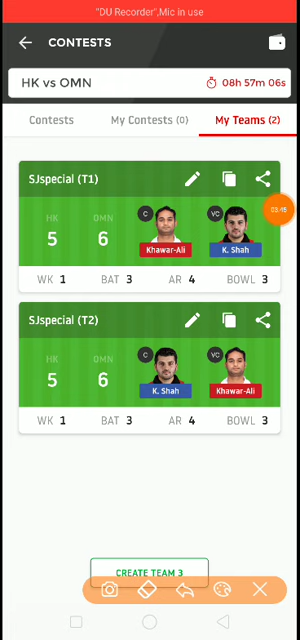 "DU Recorder",Mic in use
CONTESTS
HK vs OMN
08h 57m 06s
Contests
My Contests (0)
My Teams (2)
SJspecial (T1)
03:45
HK
OMN
C
VC
5
6
Khawar-Ali
K. Shah
WK 1
BAT 3
AR 4
BOWL 3
SJspecial (T2)
HK
OMN
C
VC
5
6
K. Shah
Khawar-Ali
WK 1
BAT 3
AR 4
BOWL 3
CREATE TEAM 3